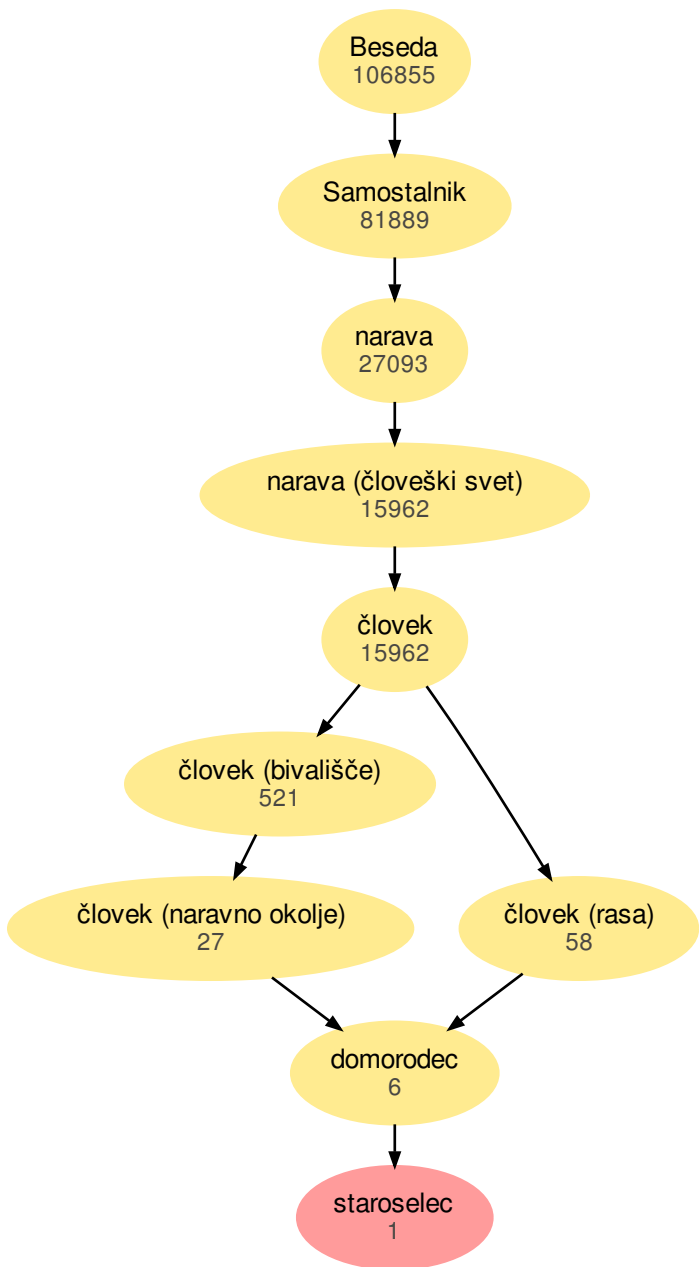 Beseda
106855
Samostalnik
81889
narava
27093
narava (človeški svet)
15962
človek
15962
človek (bivališče)
521
človek (naravno okolje)
27
človek (rasa)
58
domorodec
6
staroselec
1